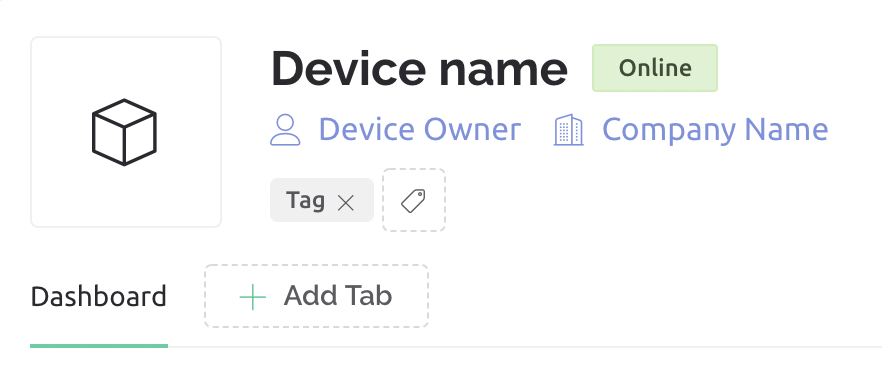 Device name Online
Device Owner Company Name
Tag
Dashboard Add Tab